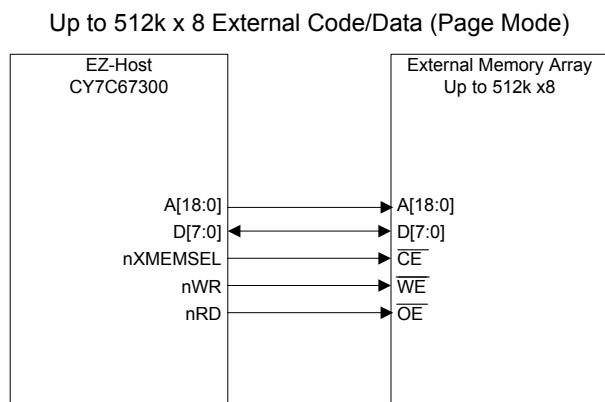 Up to 512k x 8 External Code/Data (Page Mode)
EZ-Host
CY7C67300
External Memory Array
Up to 512k x8
A[18:0]
A[18:0]
D[7:0]
D[7:0]
nXMEMSEL
CE
nWR
WE
nRD
OE